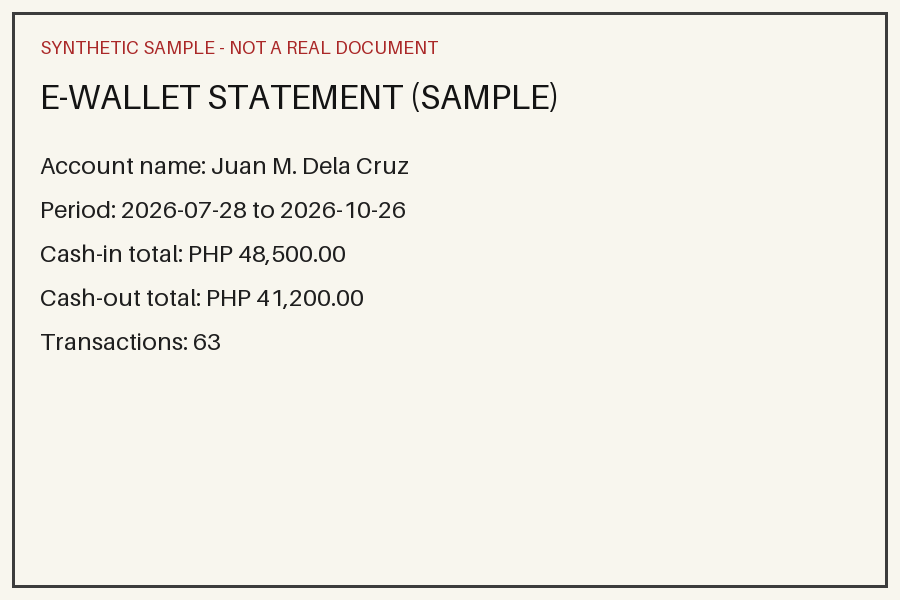 SYNTHETIC SAMPLE - NOT A REAL DOCUMENT
E-WALLET STATEMENT (SAMPLE)
Account name: Juan M. Dela Cruz
Period: 2026-07-28 to 2026-10-26
Cash-in total: PHP 48,500.00
Cash-out total: PHP 41,200.00
Transactions: 63